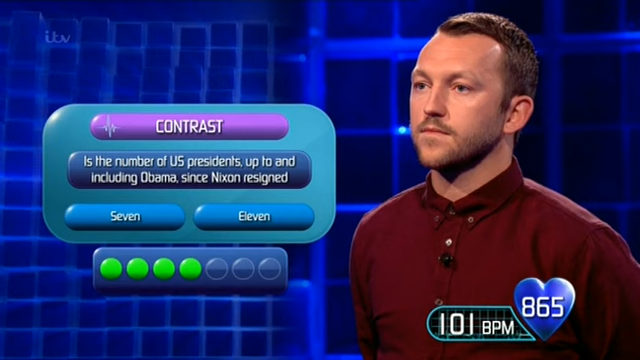 itv
CONTRAST
Is the number of US presidents, up to and
including Obama, since Nixon resigned
Seven
Eleven
865
101 BPM